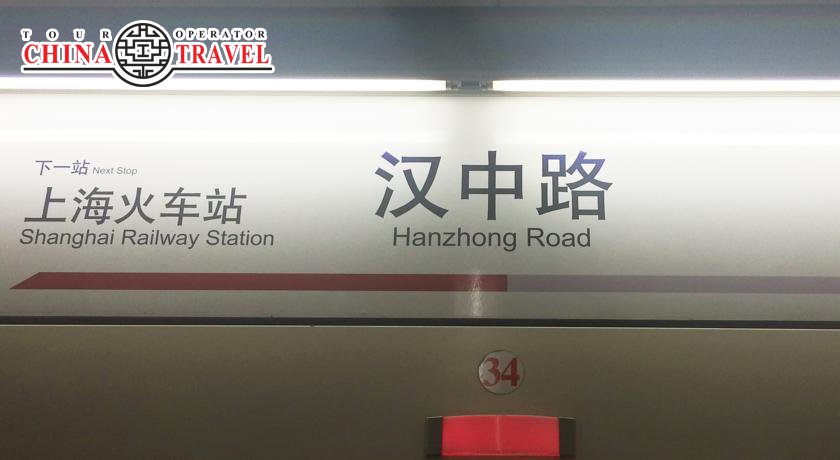 TOUR OPERATOR
CHINA TRAVEL
下一站 Next Stop
上海火车站
Shanghai Railway Station
汉中路
Hanzhong Road
34